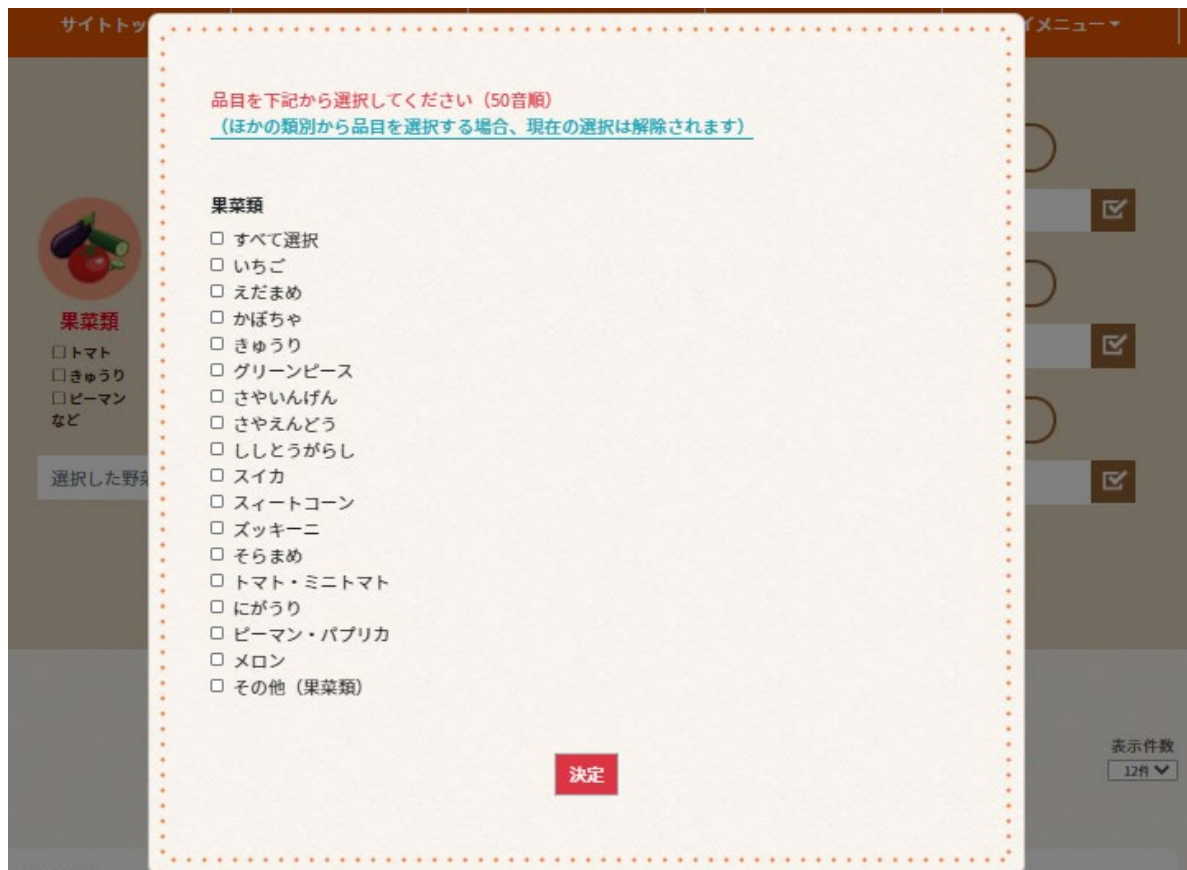 サイトトッ
イメニュー
品目を下記から選択してください（50音順）
（ほかの類別から品目を選択する場合、現在の選択は解除されます）
果菜類
すべて選択
いちご
えだまめ
かぼちゃ
きゅうり
グリーンピース
さやいんげん
さやえんどう
ししとうがらし
スイカ
スィートコーン
ズッキーニ
そらまめ
トマト・ミニトマト
にがうり
ピーマン・パプリカ
メロン
その他（果菜類）
決定
果菜類
トマト
きゅうり
ピーマン
など
選択した野菜
表示件数
12件